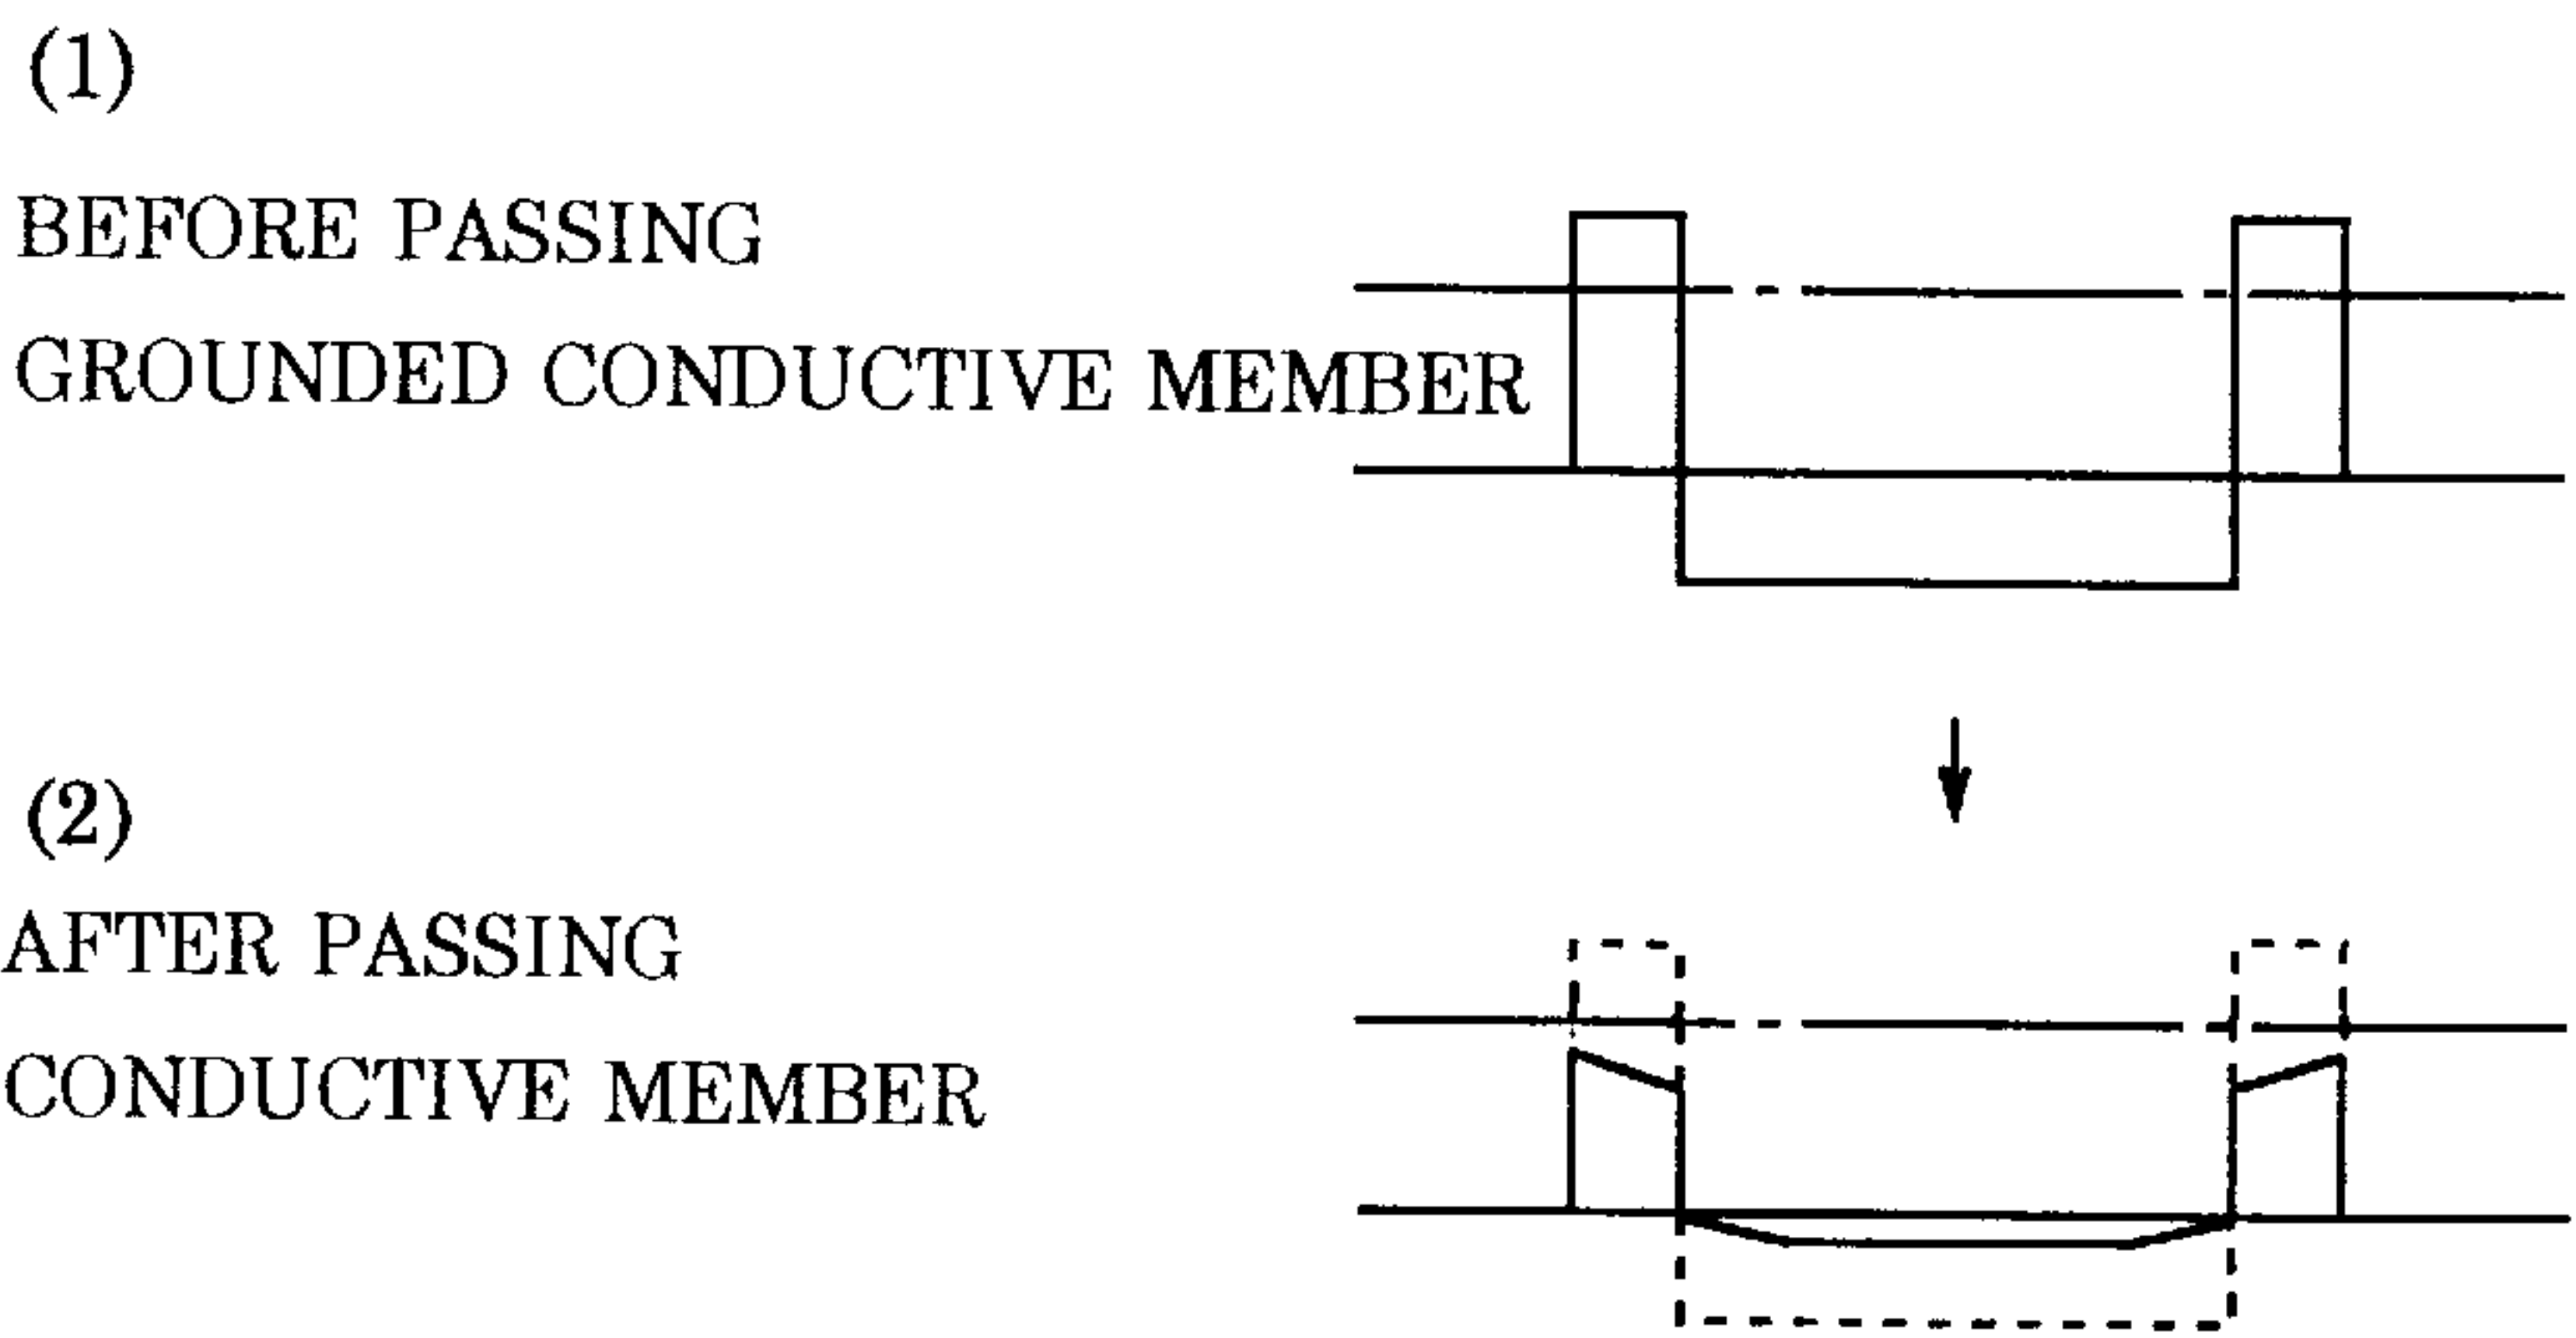 (1)
BEFORE PASSING
GROUNDED CONDUCTIVE MEMBER
(2)
AFTER PASSING
CONDUCTIVE MEMBER